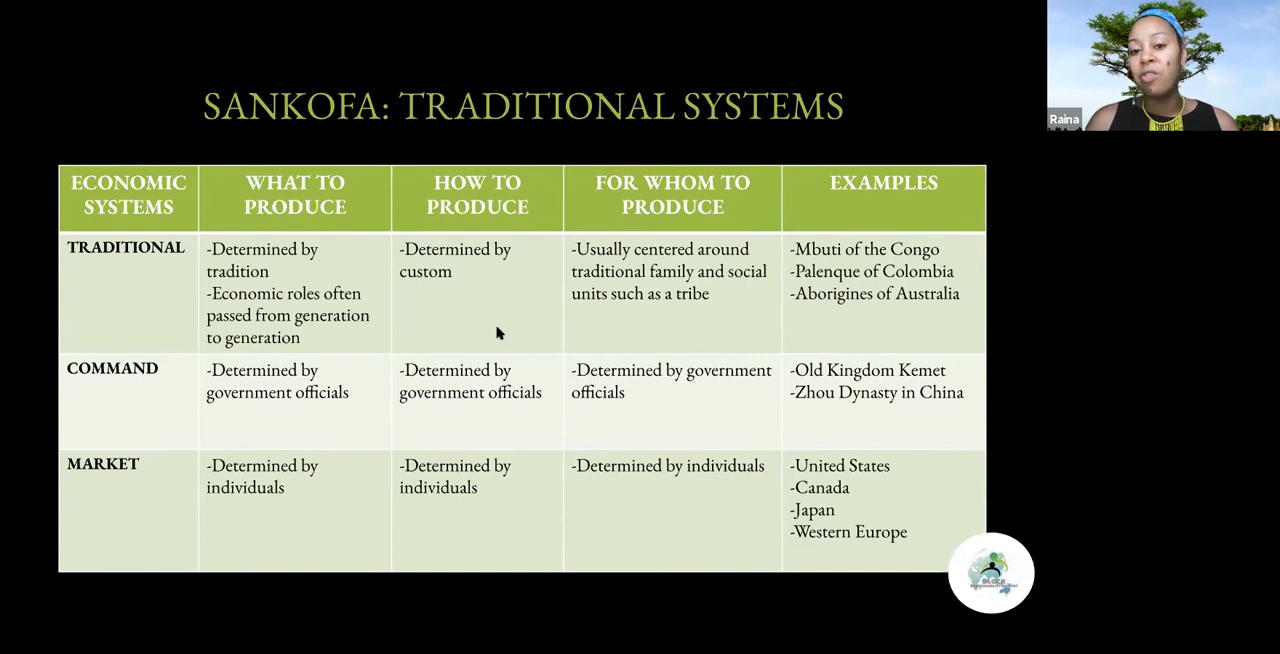 Raina
SANKOFA: TRADITIONAL SYSTEMS
ECONOMIC
SYSTEMS
WHAT TO
PRODUCE
HOW TO
PRODUCE
FOR WHOM TO
PRODUCE
EXAMPLES
TRADITIONAL
-Determined by
tradition
-Economic roles often
passed from generation
to generation
-Determined by
custom
-Usually centered around
traditional family and social
units such as a tribe
-Mbuti of the Congo
-Palenque of Colombia
-Aborigines of Australia
COMMAND
-Determined by
government officials
-Determined by
government officials
-Determined by government
officials
-Old Kingdom Kemet
-Zhou Dynasty in China
MARKET
-Determined by
individuals
-Determined by
individuals
-Determined by individuals
-United States
-Canada
-Japan
-Western Europe